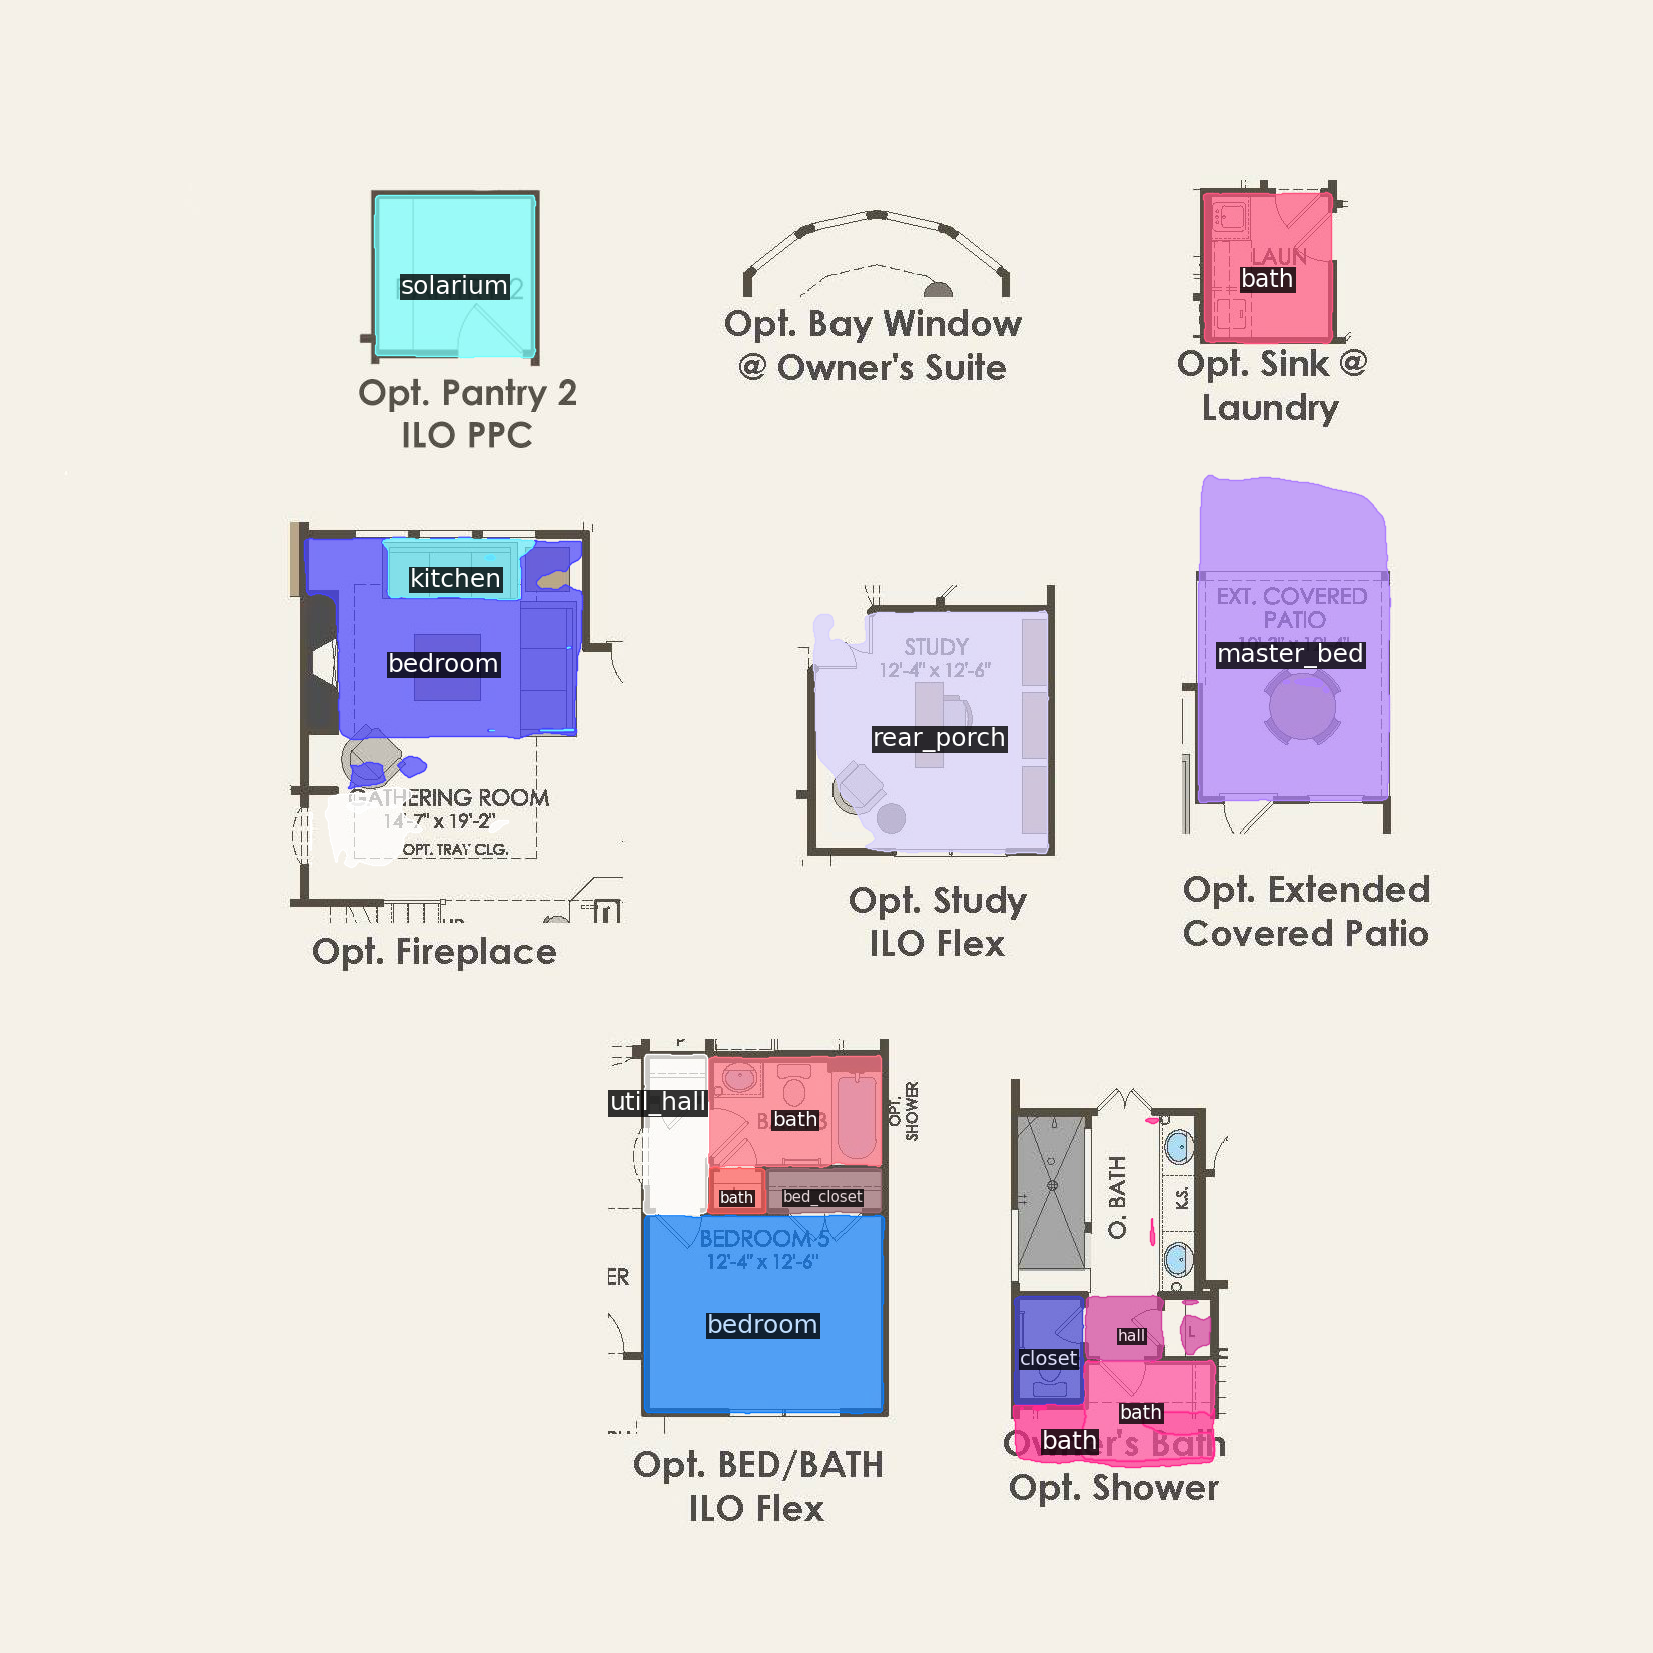 solarium
2
Opt. Pantry 2
ILO PPC
Opt. Bay Window
@ Owner's Suite
LAUN
bath
Opt. Sink @
Laundry
kitchen
bedroom
GATHERING ROOM
14'-7" x 19'-2"
OPT. TRAY CLG.
Opt. Fireplace
STUDY
12'-4" x 12'-6"
rear_porch
Opt. Study
ILO Flex
EXT. COVERED
PATIO
master_bed
Opt. Extended
Covered Patio
util_hall
bath
OPT.
SHOWER
bath
bed_closet
BEDROOM 5
12'-4" x 12'-6"
ER
bedroom
Opt. BED/BATH
ILO Flex
O. BATH
K.S.
hall
L
closet
bath
bath
Owner's Bath
Opt. Shower